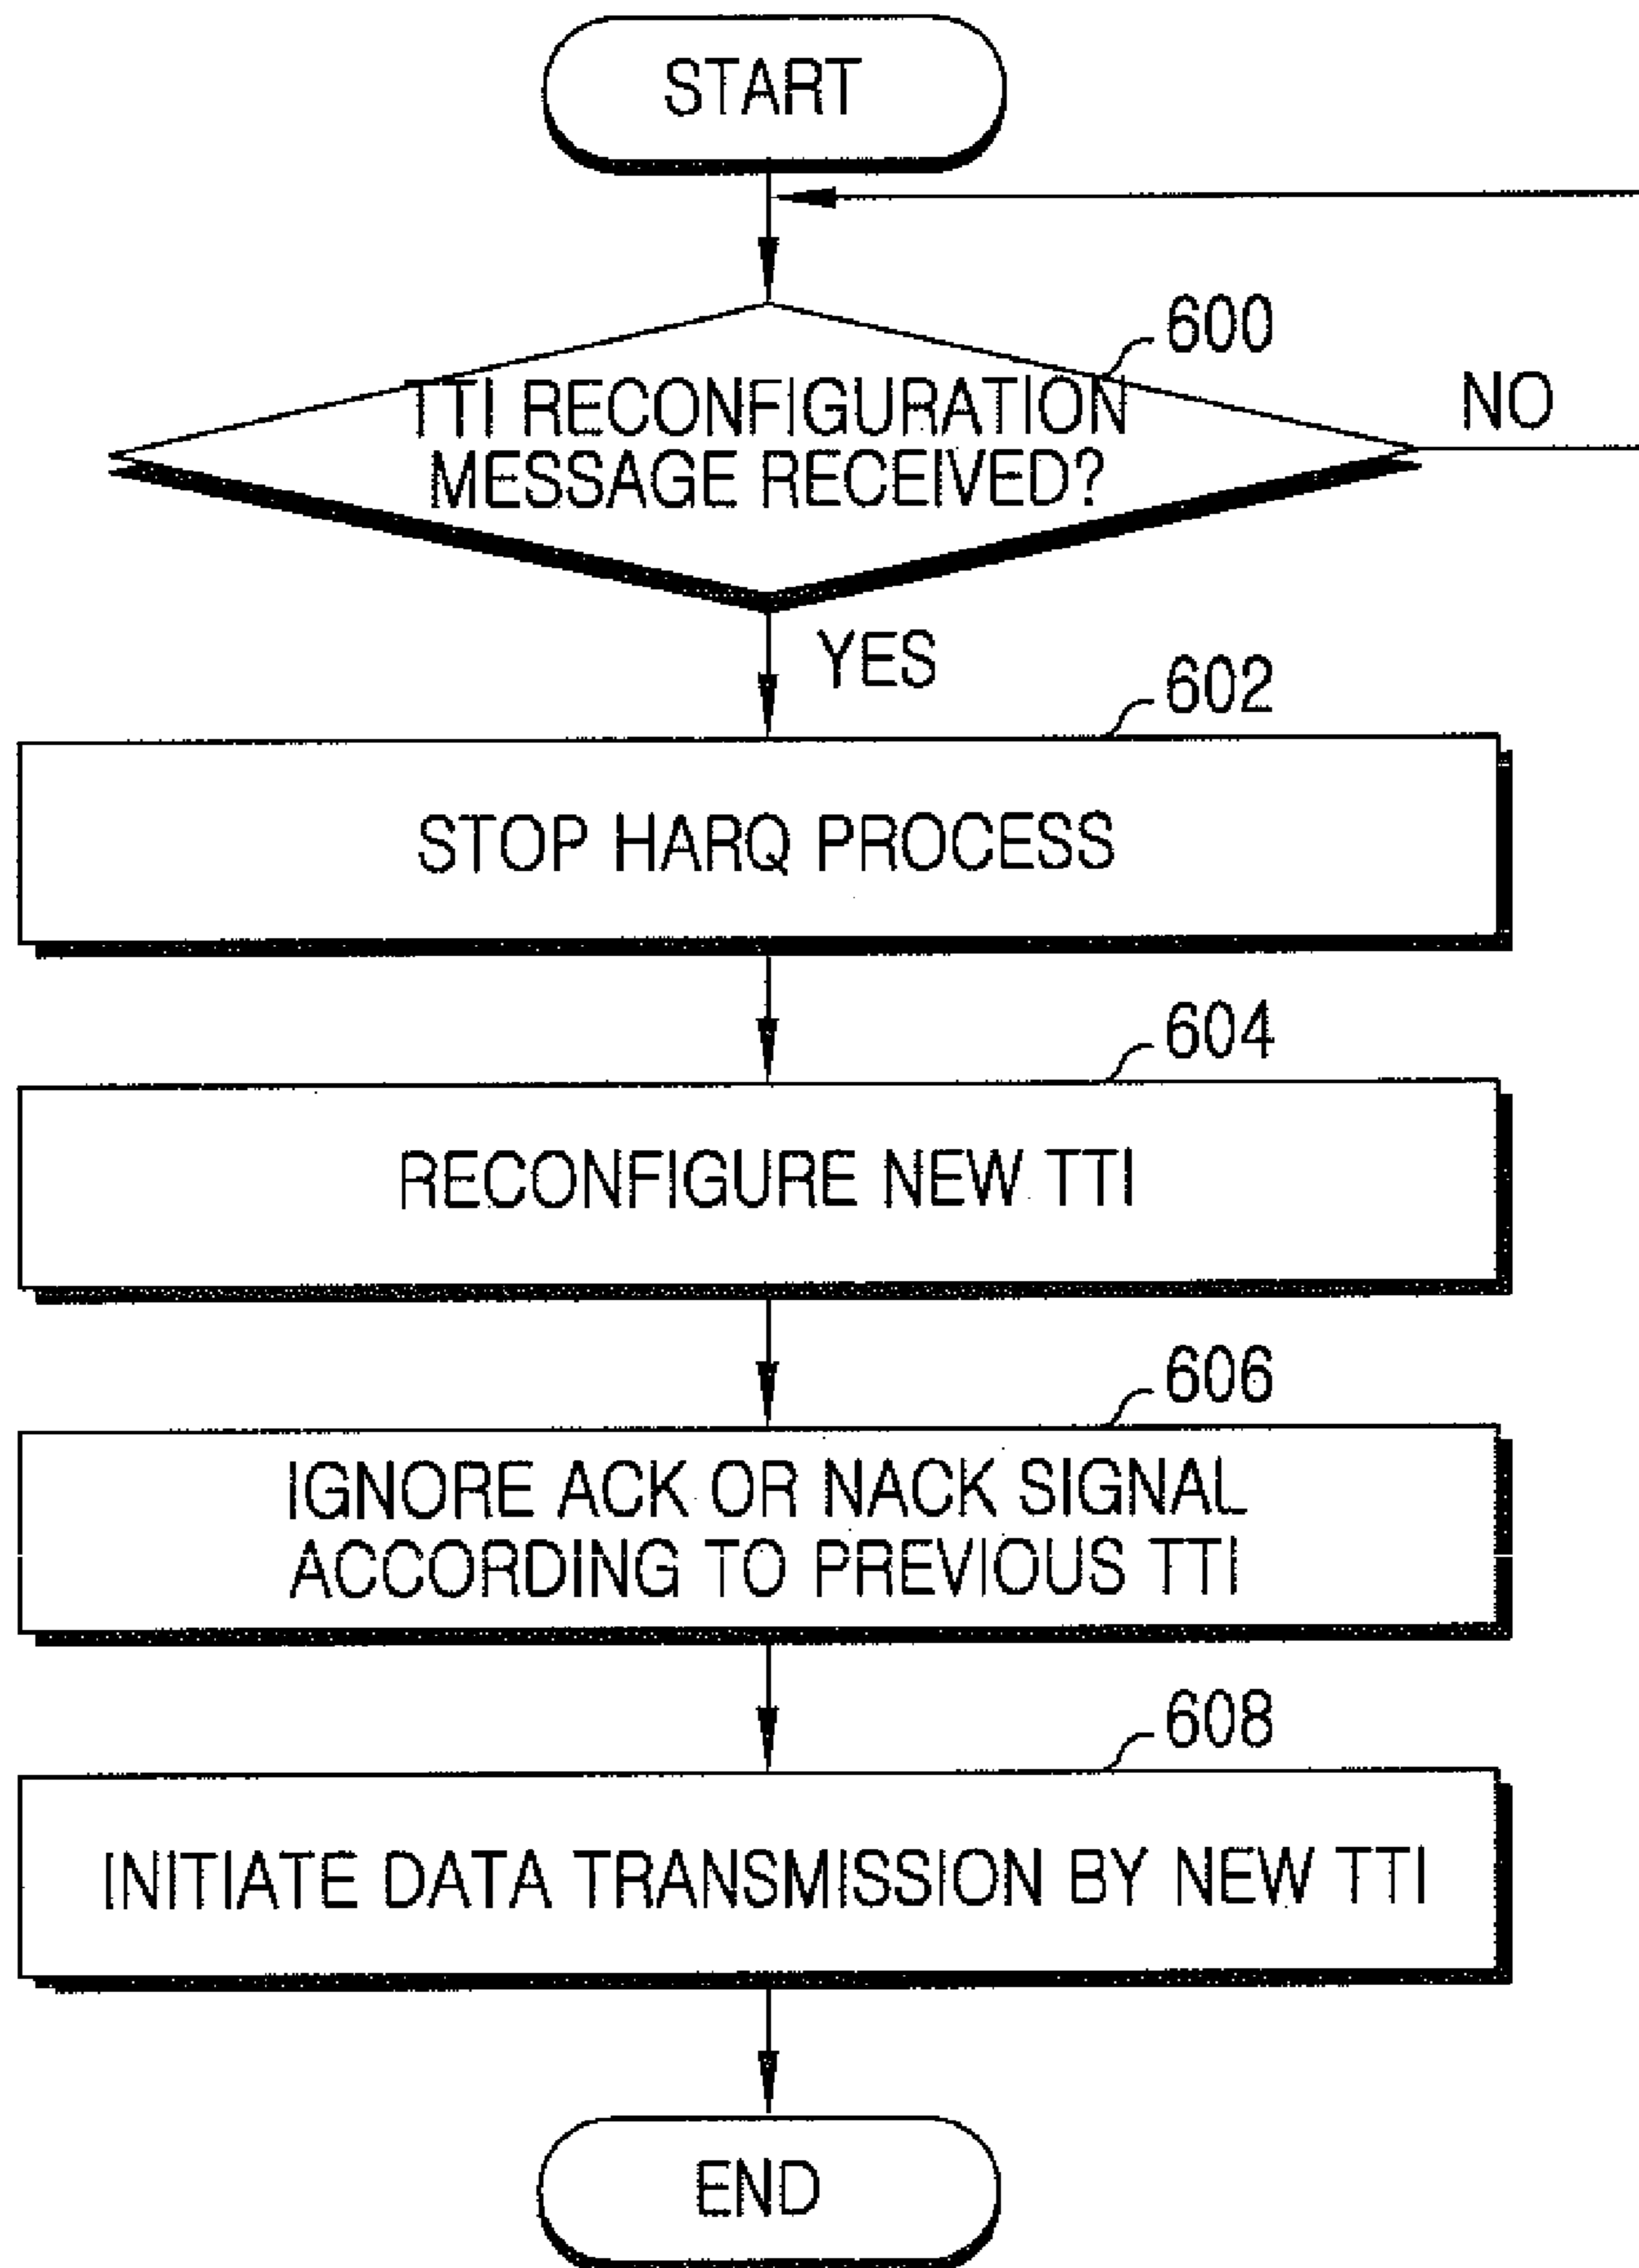 START
600
TTI RECONFIGURATION
MESSAGE RECEIVED?
NO
YES
602
STOP HARQ PROCESS
604
RECONFIGURE NEW TTI
606
IGNORE ACK OR NACK SIGNAL
ACCORDING TO PREVIOUS TTI
608
INITIATE DATA TRANSMISSION BY NEW TTI
END